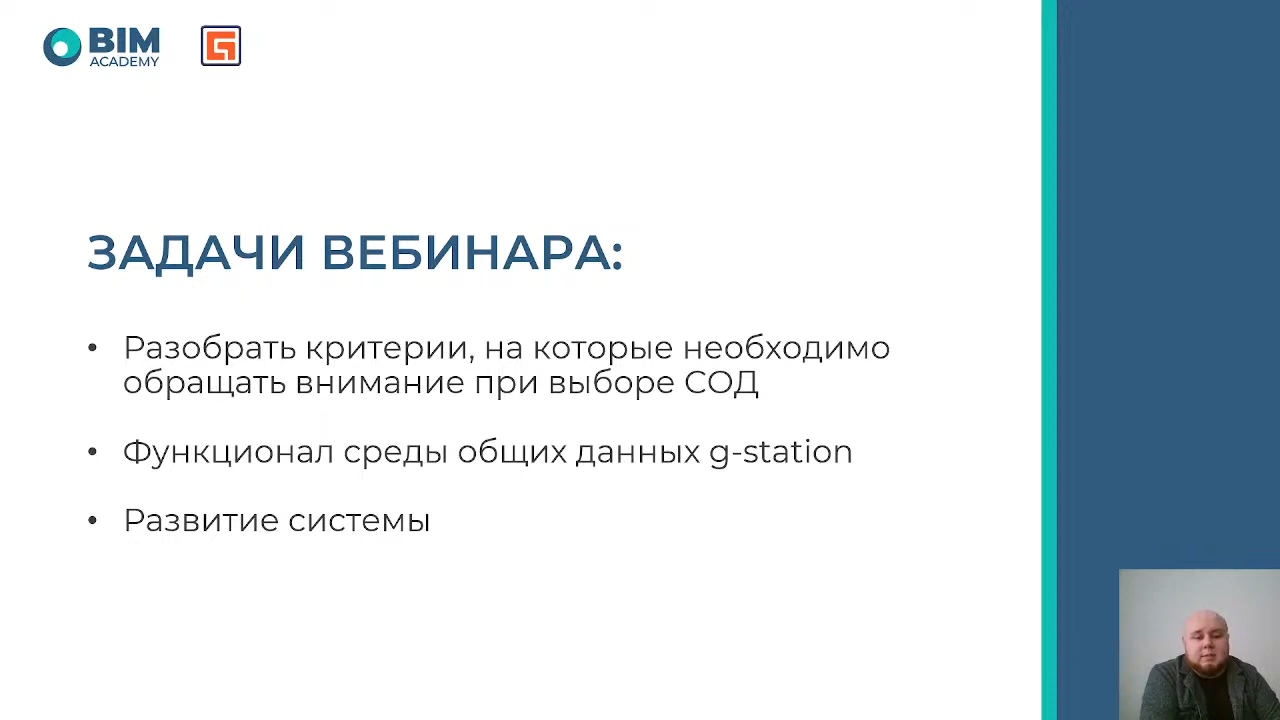 BIM
ACADEMY
ЗАДАЧИ ВЕБИНАРА:
• Разобрать критерии, на которые необходимо
обращать внимание при выборе СОД
• Функционал среды общих данных g-station
• Развитие системы